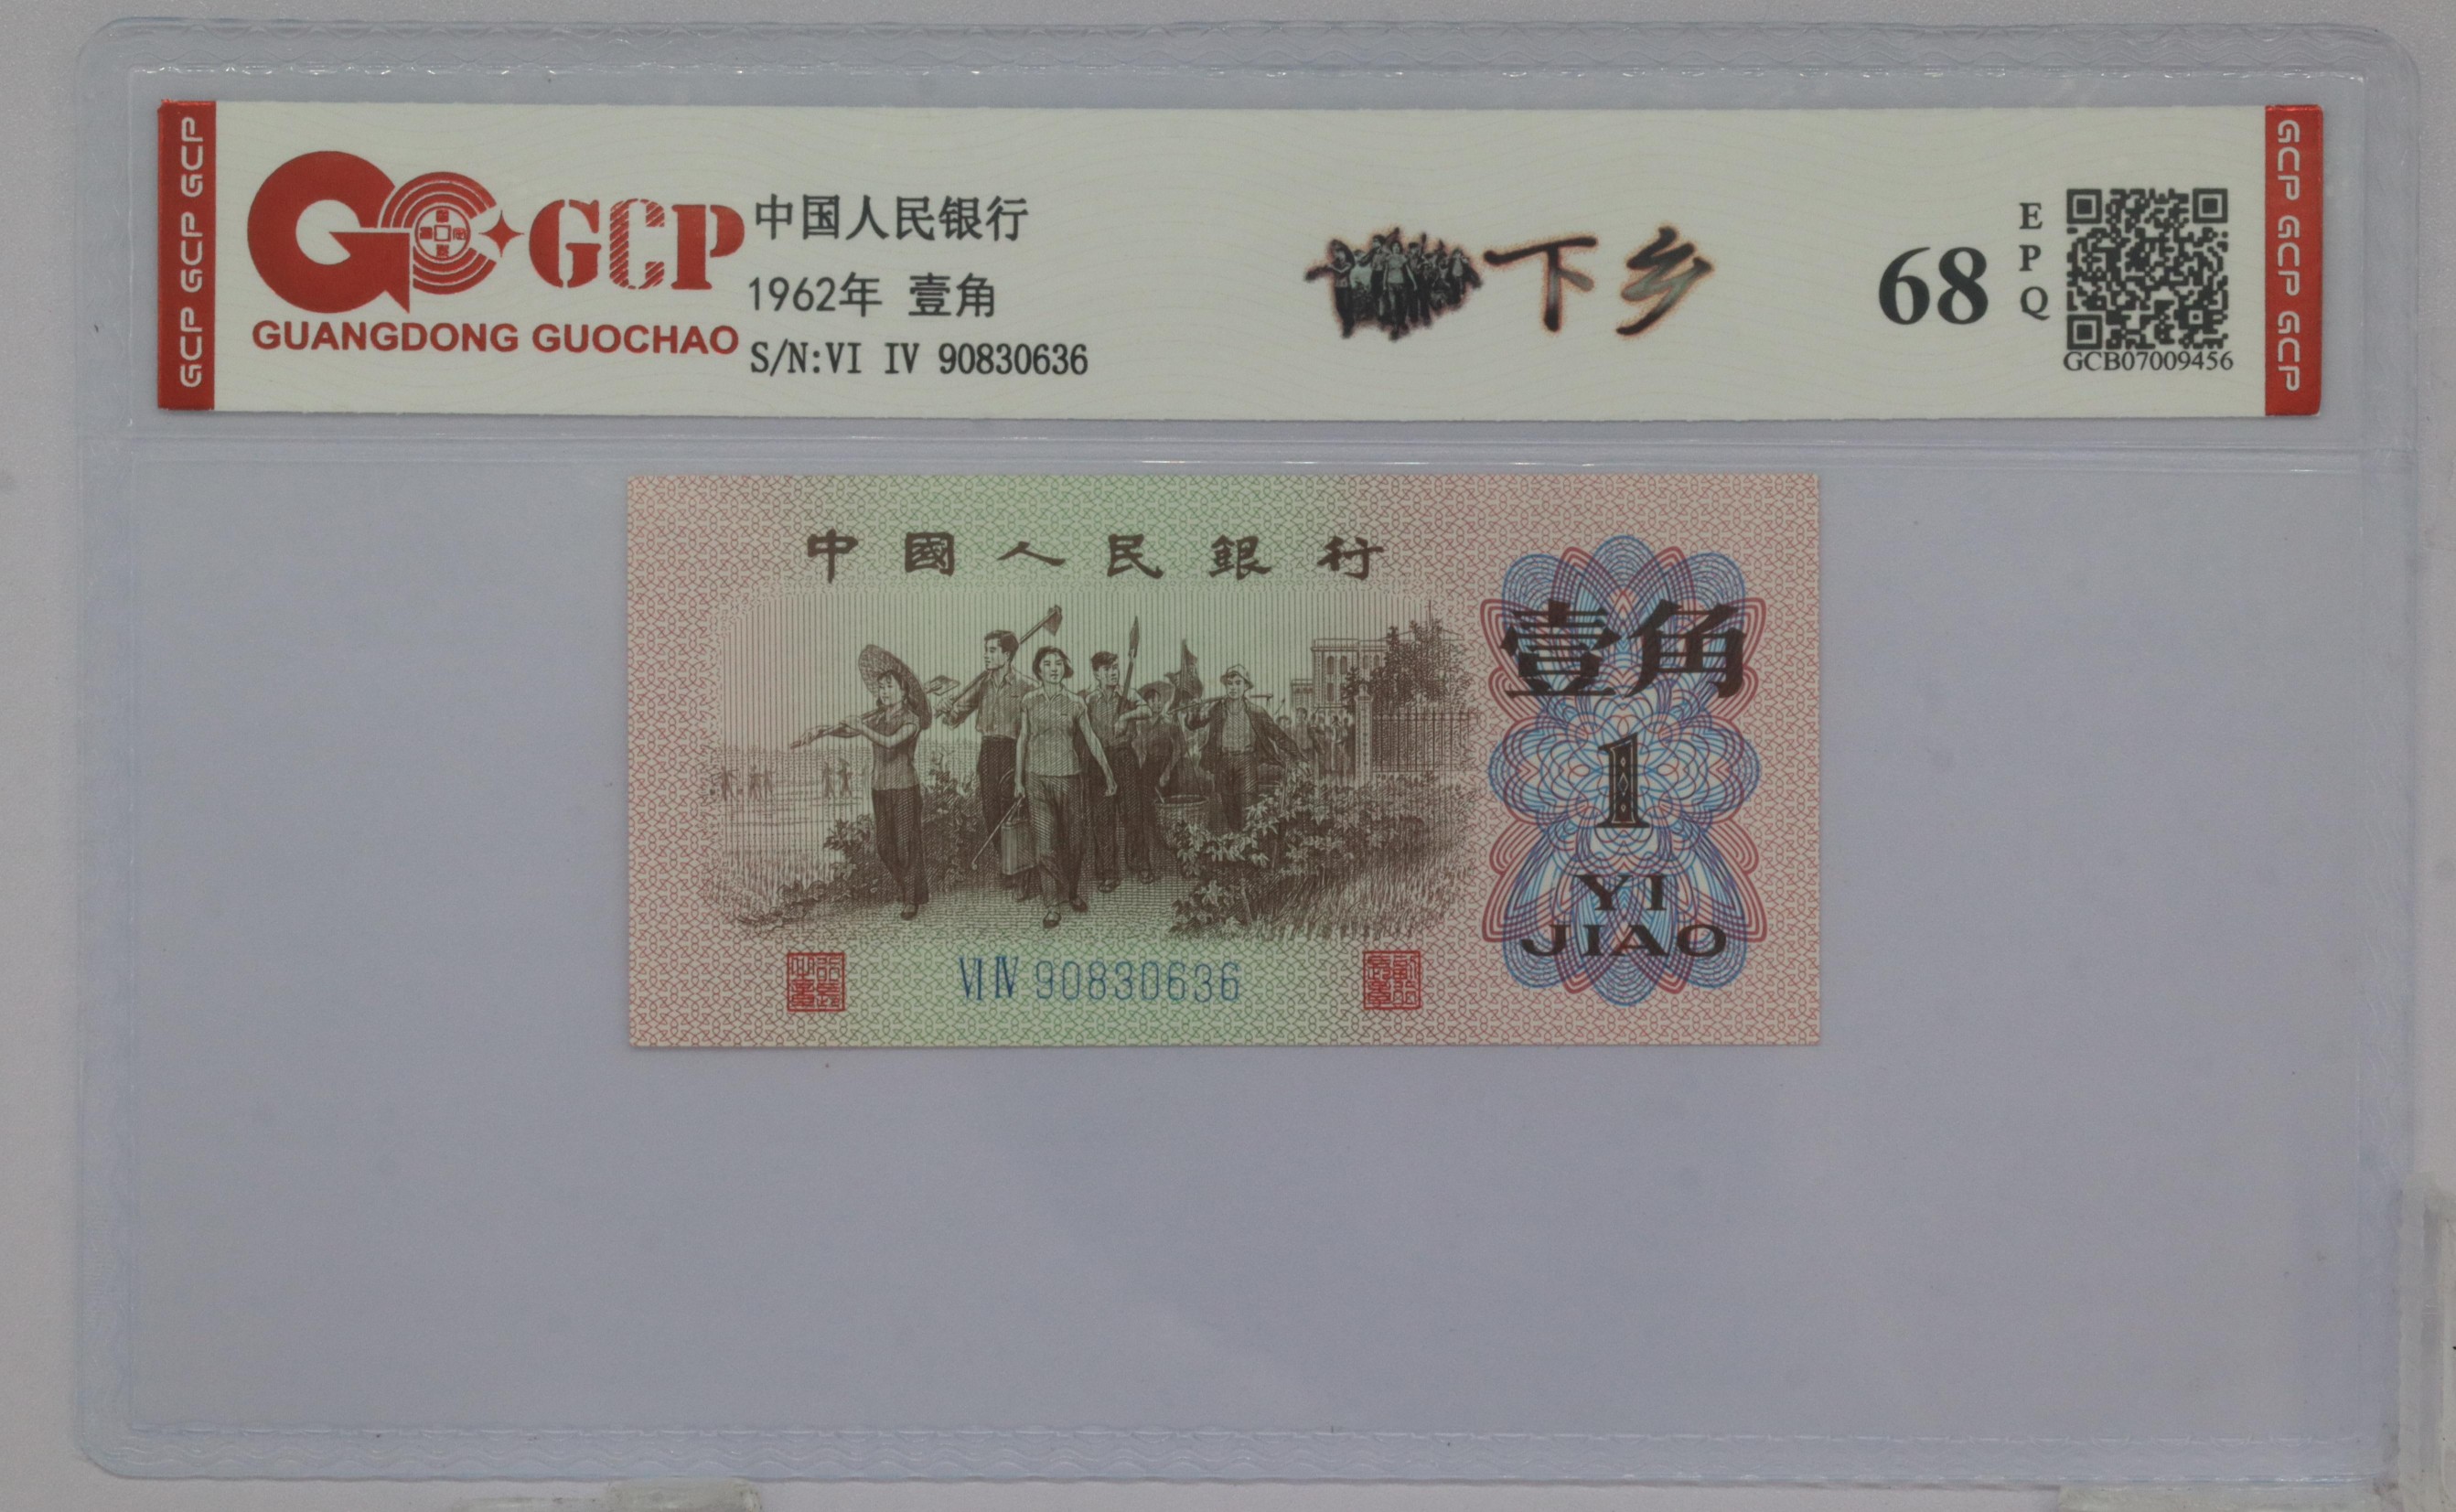 GCP GCP GCP
GCP
GUANGDONG GUOCHAO
中国人民银行
1962年 壹角
S/N:VI IV 90830636
下乡
68
EPQ
GCB07009456
GCP GCP GCP
中國人民銀行
壹角
1
YI
JIAO
VI IV 90830636